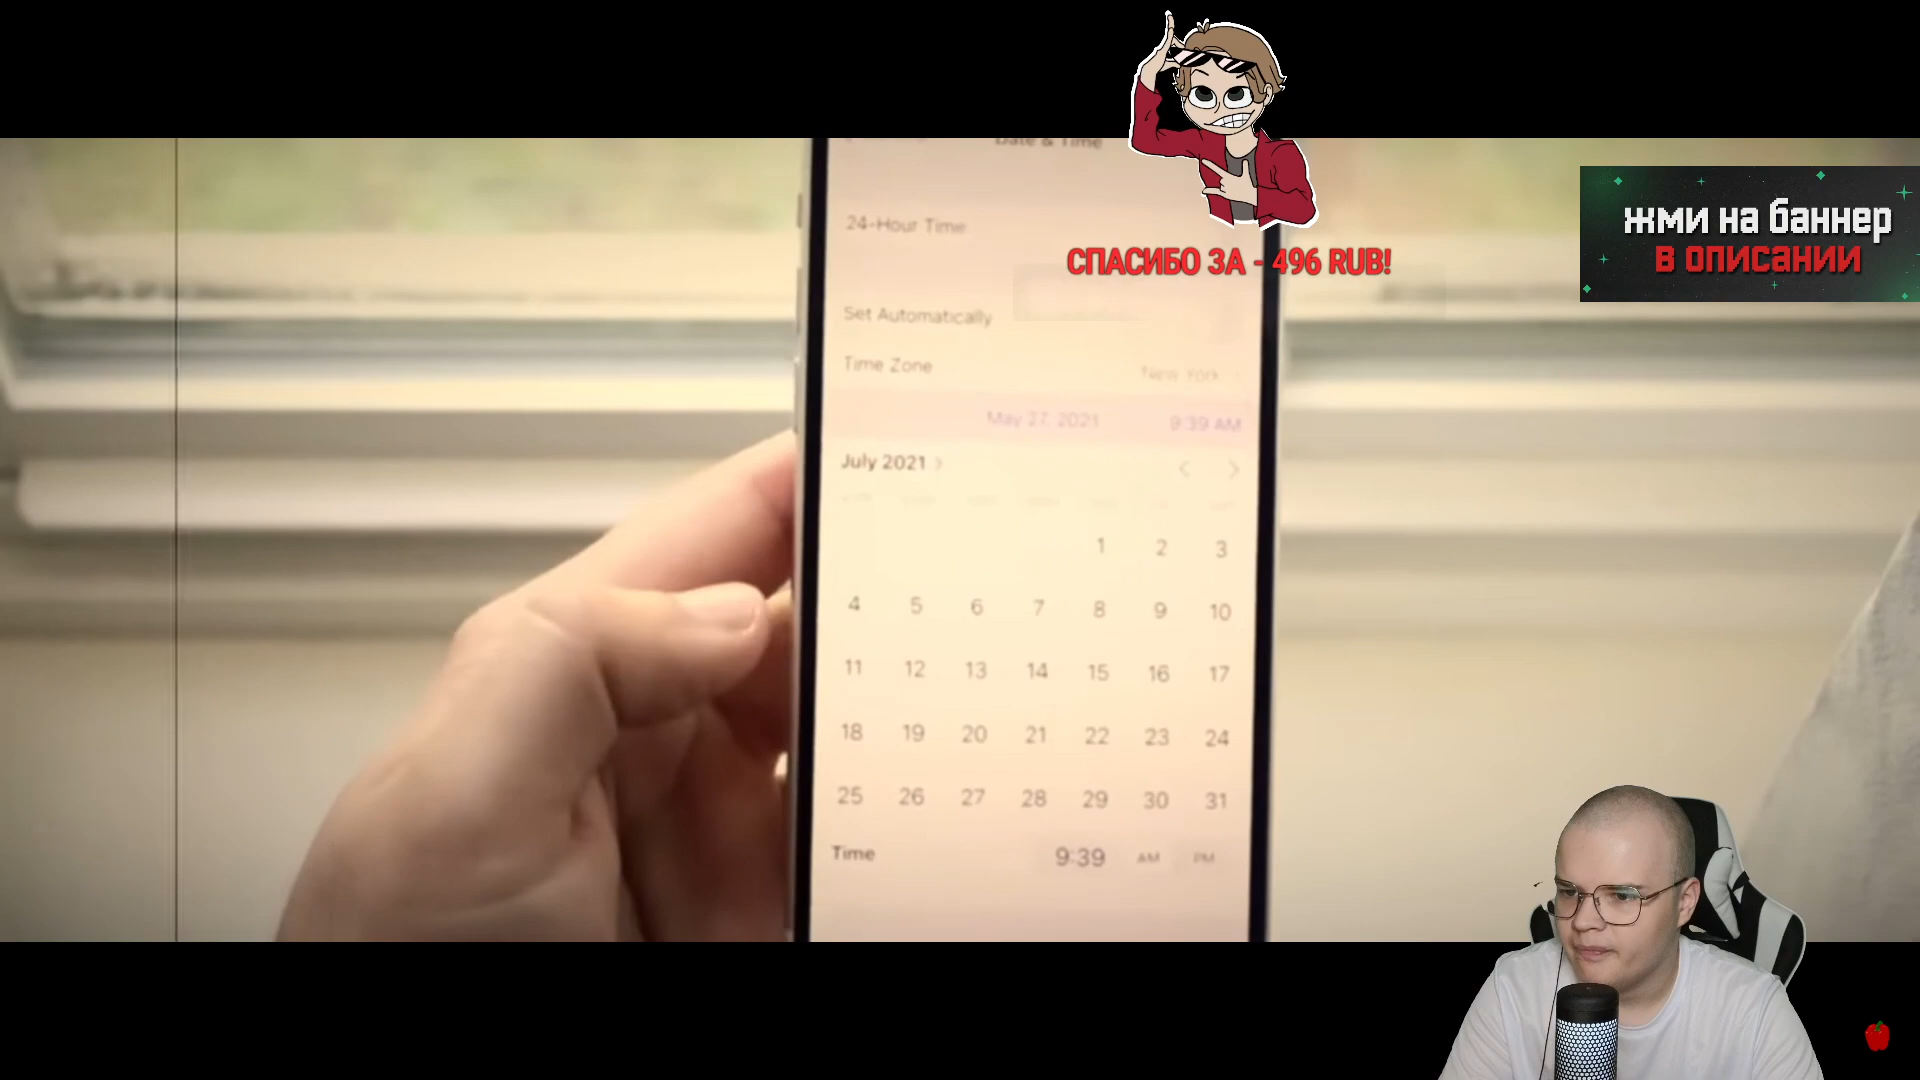 Date & Time
24-Hour Time
СПАСИБО ЗА - 496 RUB!
жми на баннер
в описании
Set Automatically
Time Zone
New York
May 27, 2021 9:39 AM
July 2021
1 2 3
4 5 6 7 8 9 10
11 12 13 14 15 16 17
18 19 20 21 22 23 24
25 26 27 28 29 30 31
Time 9:39 AM PM